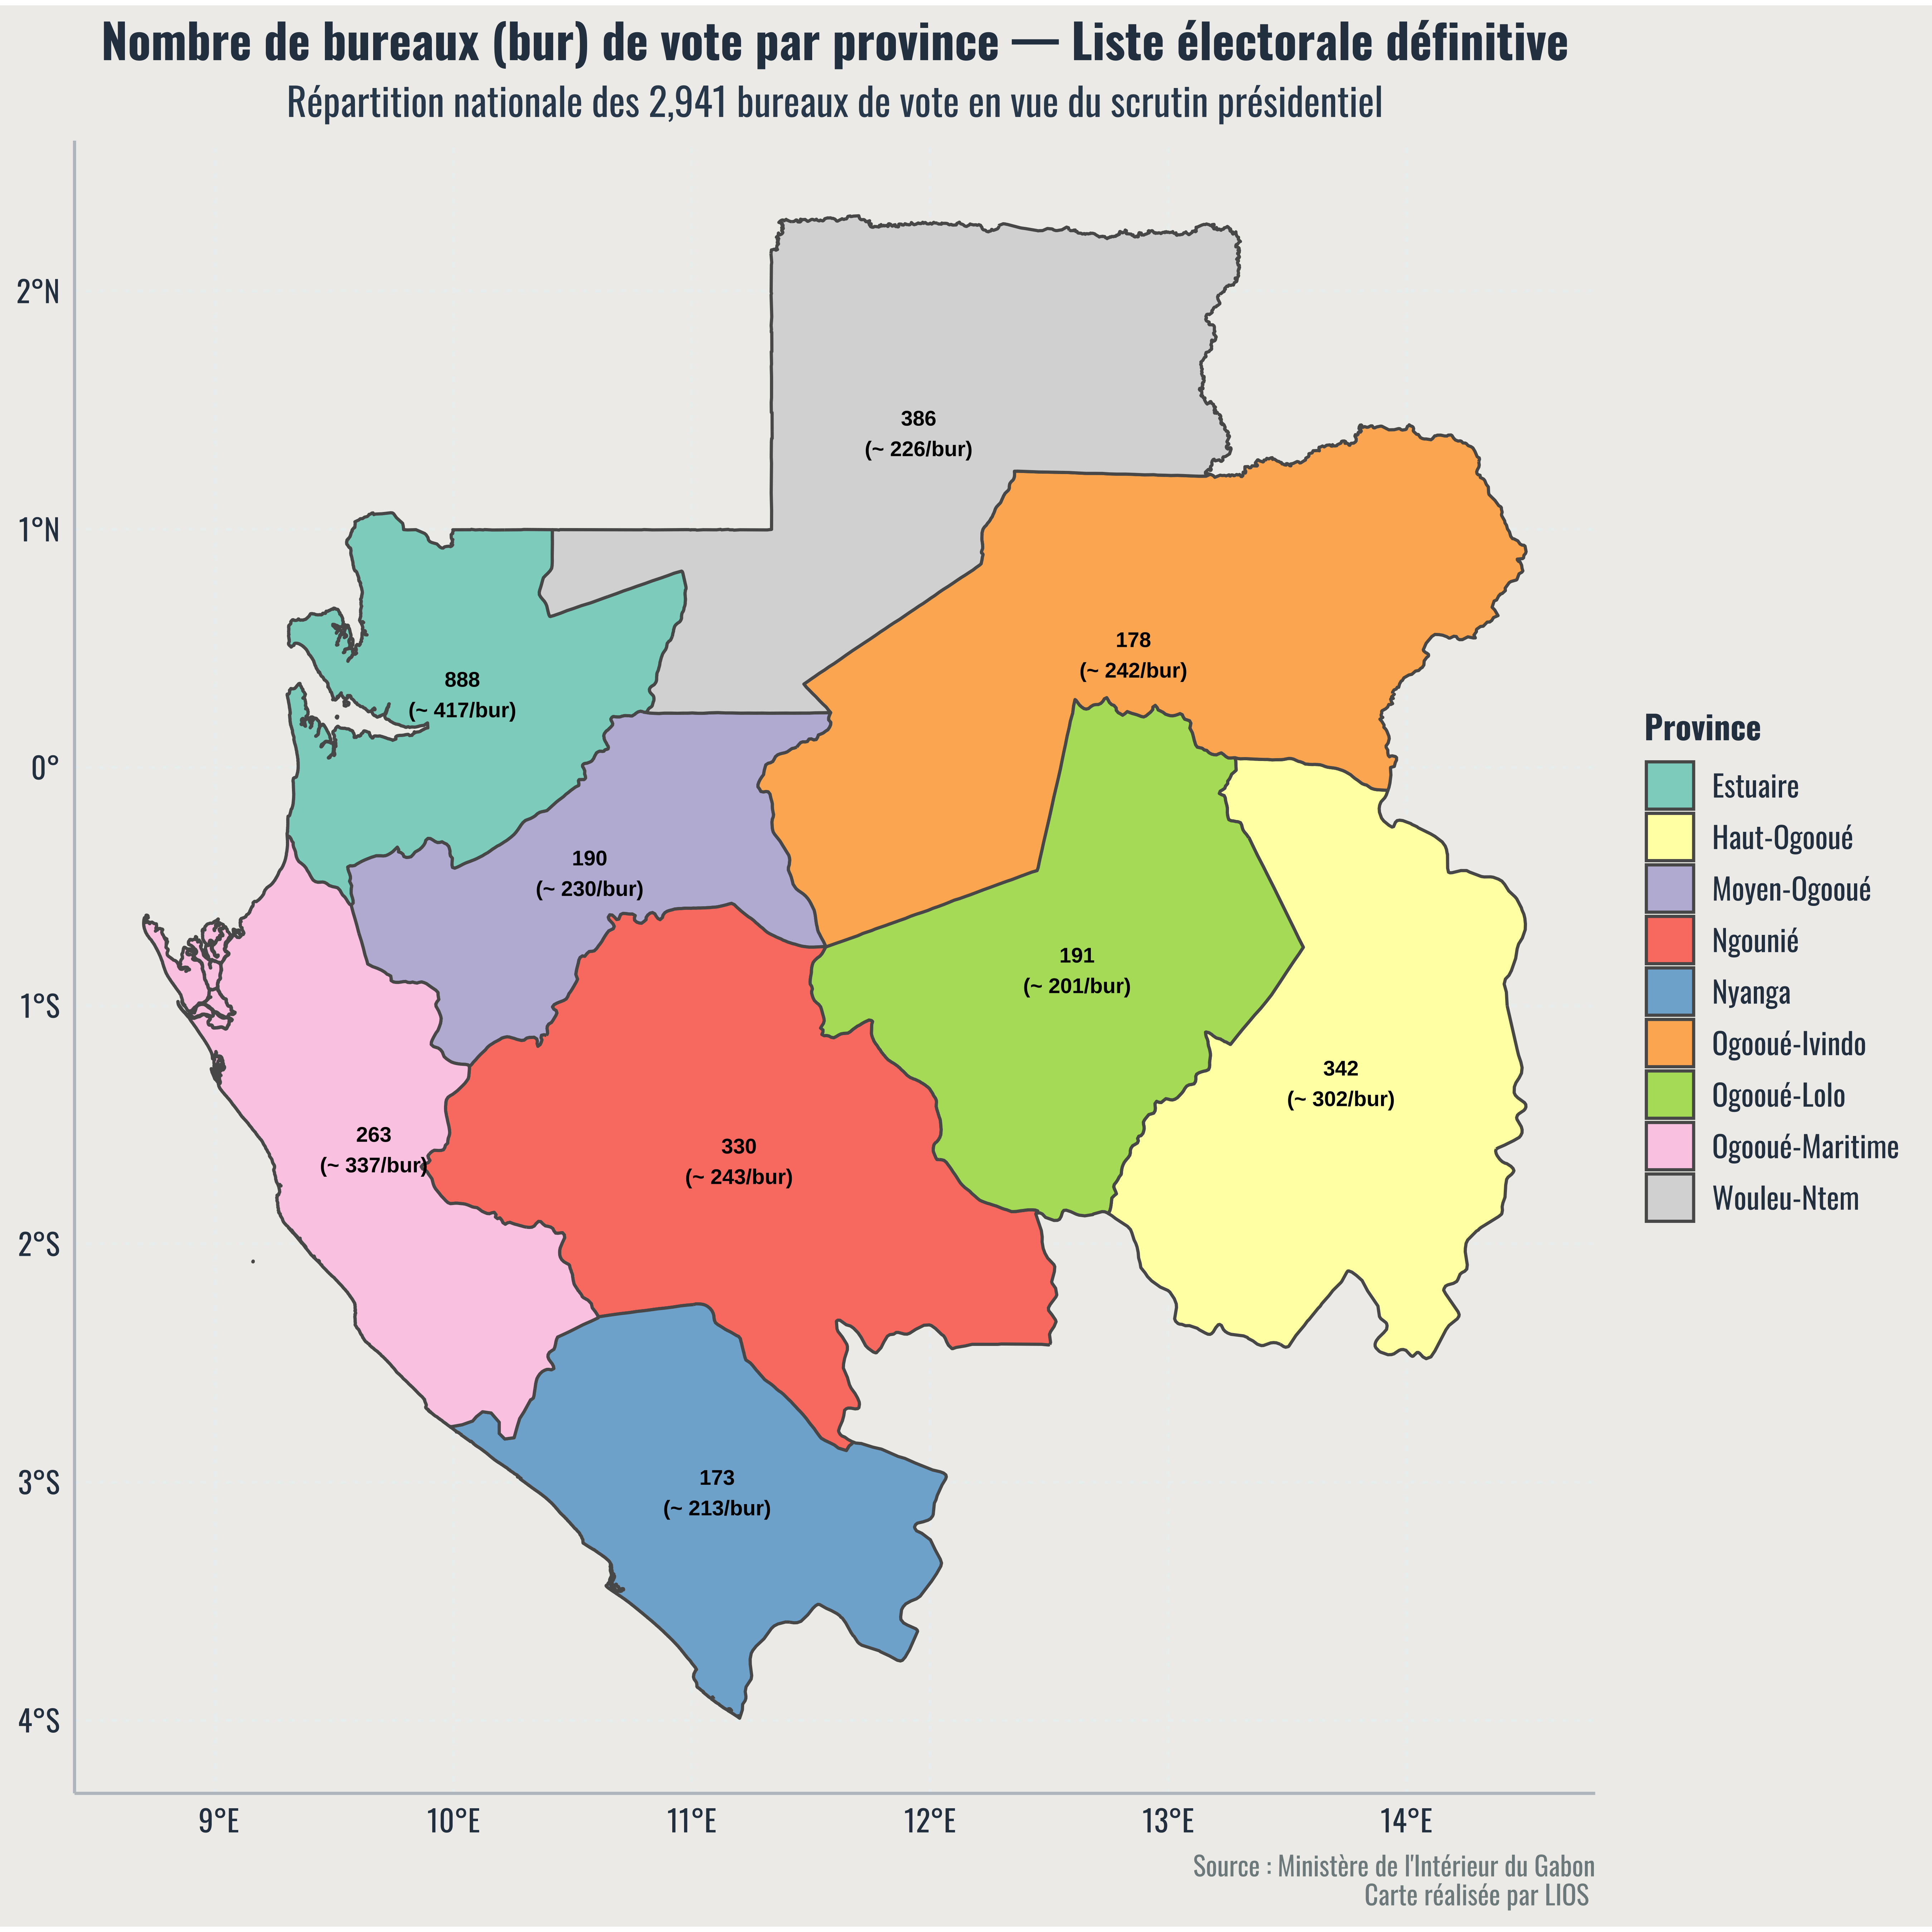 Nombre de bureaux (bur) de vote par province — Liste électorale définitive
Répartition nationale des 2,941 bureaux de vote en vue du scrutin présidentiel
2°N
1°N
0°
1°S
2°S
3°S
4°S
386
(~ 226/bur)
178
(~ 242/bur)
888
(~ 417/bur)
190
(~ 230/bur)
191
(~ 201/bur)
342
(~ 302/bur)
263
(~ 337/bur)
330
(~ 243/bur)
173
(~ 213/bur)
Province
Estuaire
Haut-Ogooué
Moyen-Ogooué
Ngounié
Nyanga
Ogooué-Ivindo
Ogooué-Lolo
Ogooué-Maritime
Wouleu-Ntem
9°E
10°E
11°E
12°E
13°E
14°E
Source : Ministère de l'Intérieur du Gabon
Carte réalisée par LIOS